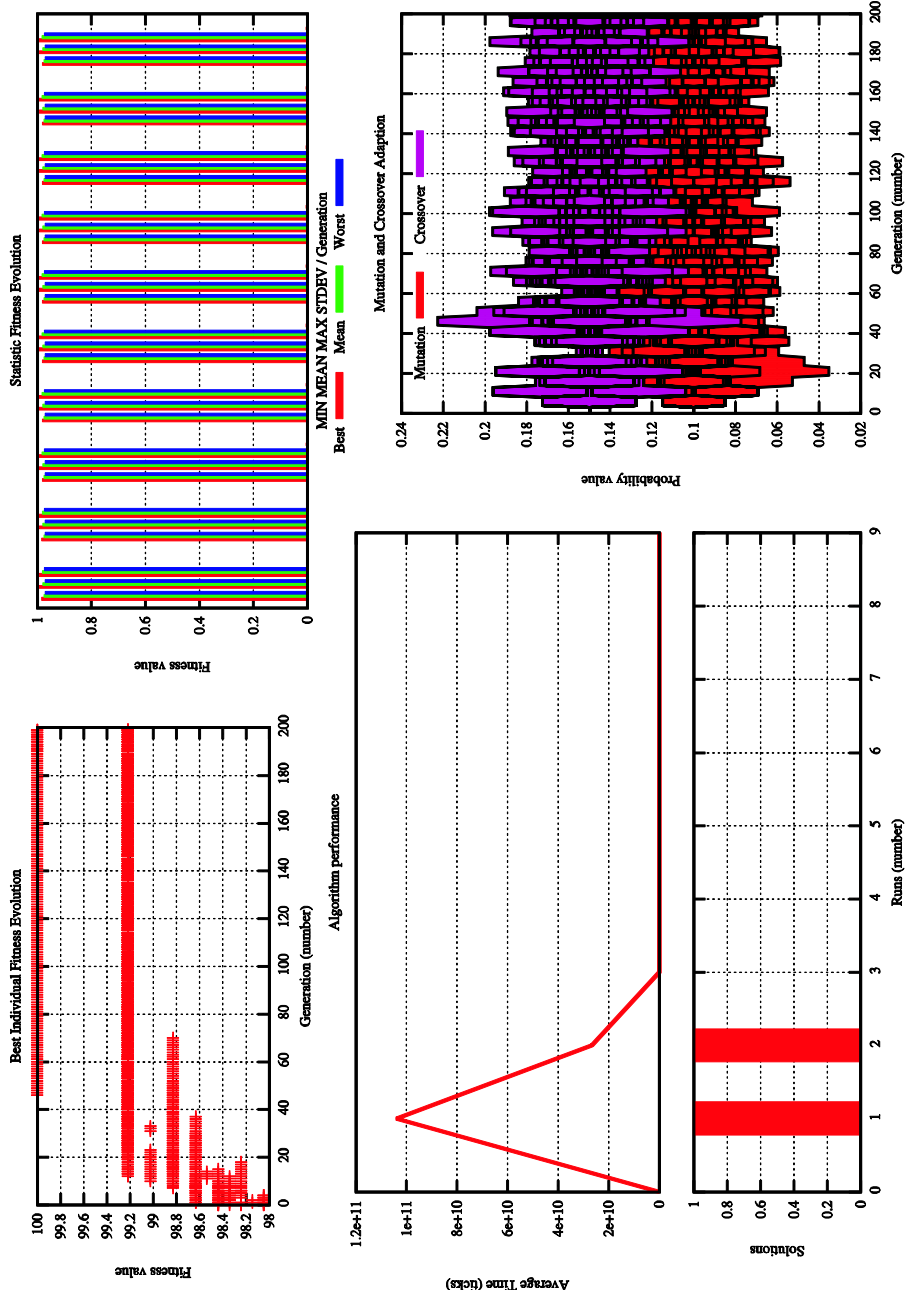 Best Individual Fitness Evolution
100
99.8
99.6
99.4
99.2
99
98.8
98.6
98.4
98.2
98
Fitness value
0
20
40
60
80
100
120
140
160
180
200
Generation (number)
Statistic Fitness Evolution
1
0.8
0.6
0.4
0.2
0
Fitness value
MIN MEAN MAX STDEV / Generation
Best
Mean
Worst
Algorithm performance
1.2e+11
1e+11
8e+10
6e+10
4e+10
2e+10
0
Average Time (ticks)
1
0.8
0.6
0.4
0.2
0
Solutions
0
1
2
3
4
5
6
7
8
9
Runs (number)
Mutation and Crossover Adaption
Mutation
Crossover
0.24
0.22
0.2
0.18
0.16
0.14
0.12
0.1
0.08
0.06
0.04
0.02
Probability value
0
20
40
60
80
100
120
140
160
180
200
Generation (number)